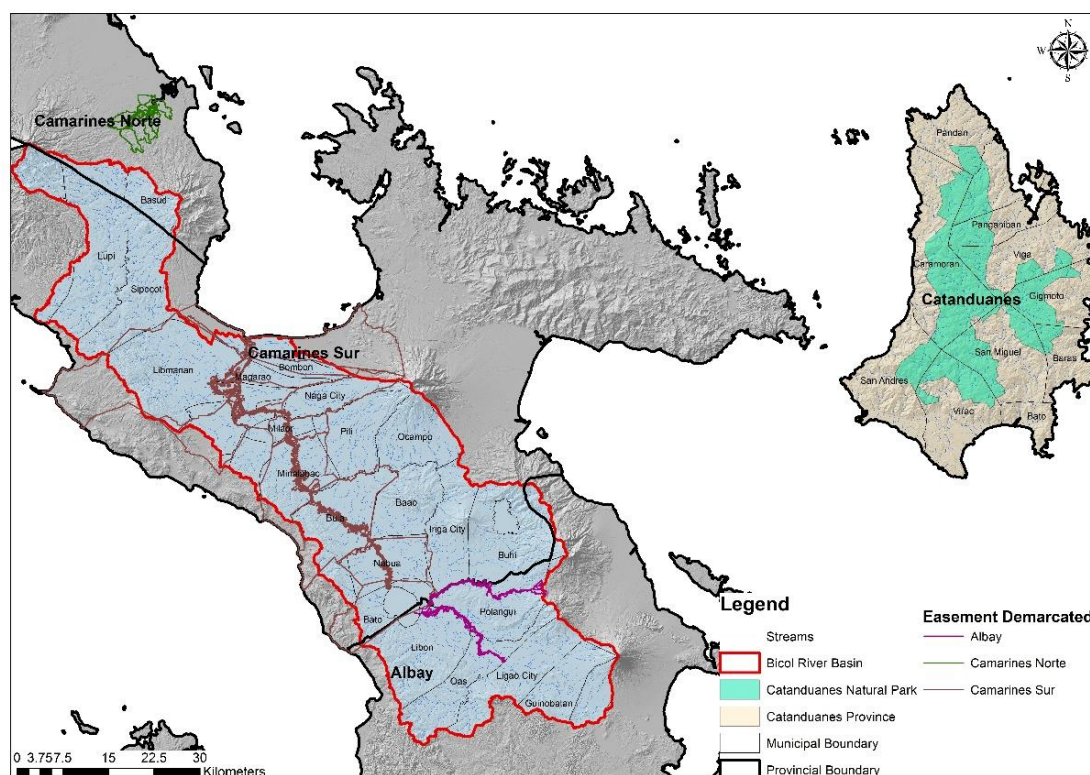 N
W E
S
Camarines Norte
Pandan
Basud
Panganiban
Viga
Lupi
Caramoran
Sipocot
Gigmoto
Catanduanes
Camarines Sur
San Miguel
Baras
Libmanan
Magarao
Bombon
San Andres
Naga City
Virac
Bato
Milaor
Pili
Ocampo
Minalabac
Baao
Bula
Iriga City
Buhi
Nabua
Polangui
Bato
Libon
Albay
Oas
Ligao City
Guinobatan
Legend
Streams
Bicol River Basin
Catanduanes Natural Park
Catanduanes Province
Municipal Boundary
Provincial Boundary
Easement Demarcated
Albay
Camarines Norte
Camarines Sur
0 3.75 7.5 15 22.5 30
Kilometers